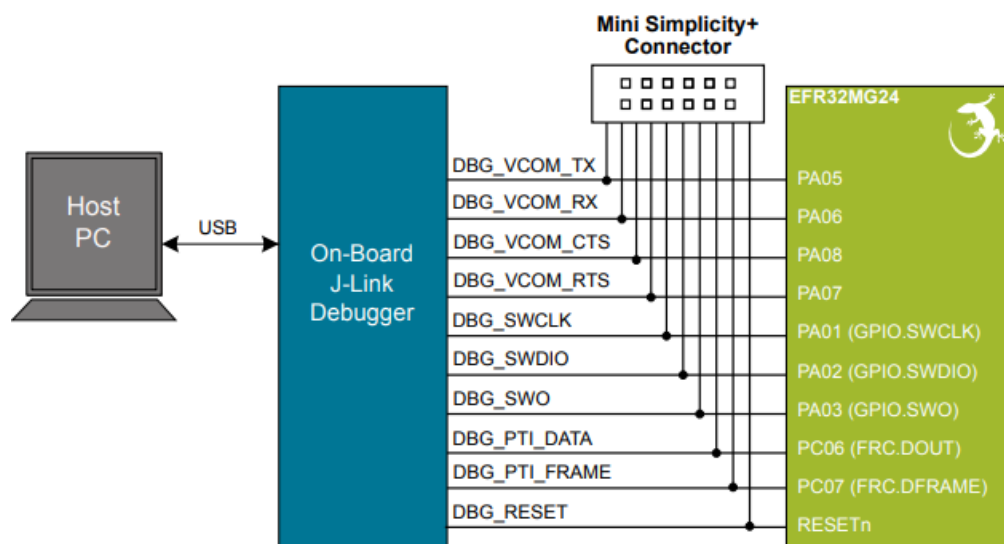 Mini Simplicity+
Connector
EFR32MG24
Host
PC
USB
On-Board
J-Link
Debugger
DBG_VCOM_TX
PA05
DBG_VCOM_RX
PA06
DBG_VCOM_CTS
PA08
DBG_VCOM_RTS
PA07
DBG_SWCLK
PA01 (GPIO.SWCLK)
DBG_SWDIO
PA02 (GPIO.SWDIO)
DBG_SWO
PA03 (GPIO.SWO)
DBG_PTI_DATA
PC06 (FRC.DOUT)
DBG_PTI_FRAME
PC07 (FRC.DFRAME)
DBG_RESET
RESETn